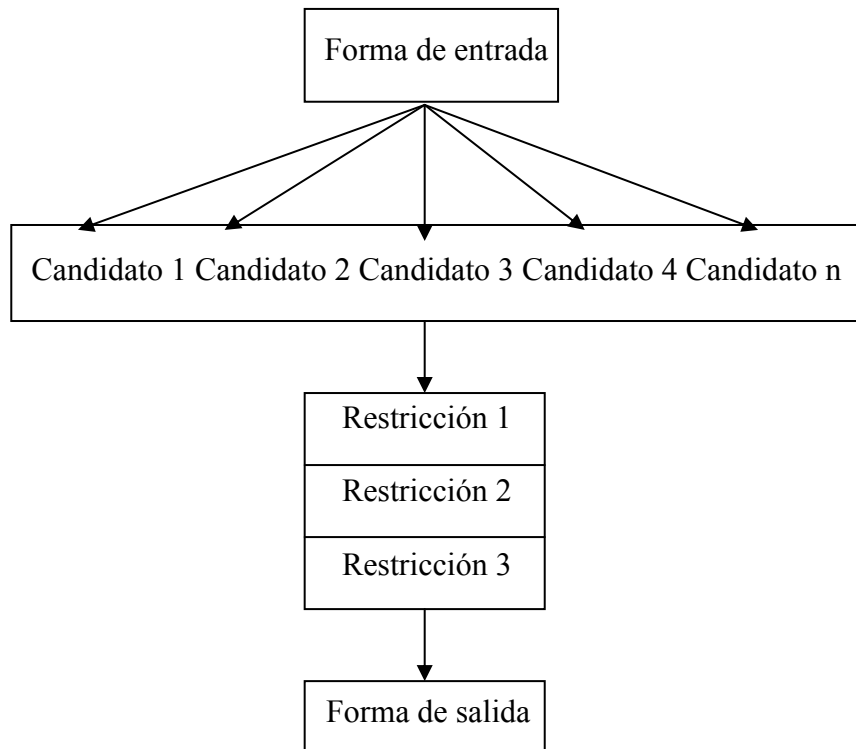 Forma de entrada
Candidato 1 Candidato 2 Candidato 3 Candidato 4 Candidato n
Restricción 1
Restricción 2
Restricción 3
Forma de salida